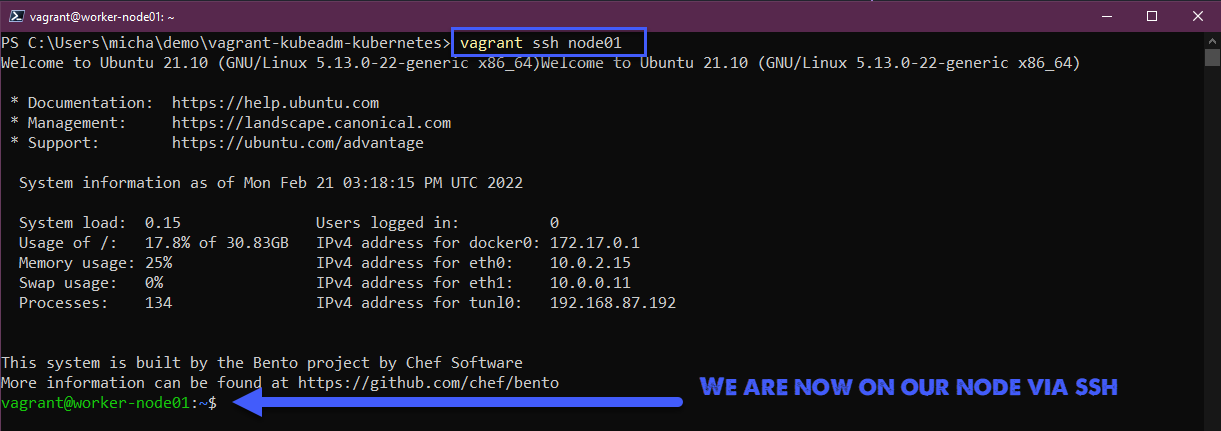 vagrant@worker-node01: ~
PS C:\Users\micha\demo\vagrant-kubeadm-kubernetes> vagrant ssh node01
Welcome to Ubuntu 21.10 (GNU/Linux 5.13.0-22-generic x86_64)Welcome to Ubuntu 21.10 (GNU/Linux 5.13.0-22-generic x86_64)
* Documentation:  https://help.ubuntu.com
* Management:     https://landscape.canonical.com
* Support:        https://ubuntu.com/advantage
System information as of Mon Feb 21 03:18:15 PM UTC 2022
System load:  0.15               Users logged in:          0
Usage of /:   17.8% of 30.83GB   IPv4 address for docker0: 172.17.0.1
Memory usage: 25%                IPv4 address for eth0:    10.0.2.15
Swap usage:   0%                 IPv4 address for eth1:    10.0.0.11
Processes:    134                IPv4 address for tunl0:   192.168.87.192
This system is built by the Bento project by Chef Software
More information can be found at https://github.com/chef/bento
vagrant@worker-node01:~$
We are now on our node via SSH